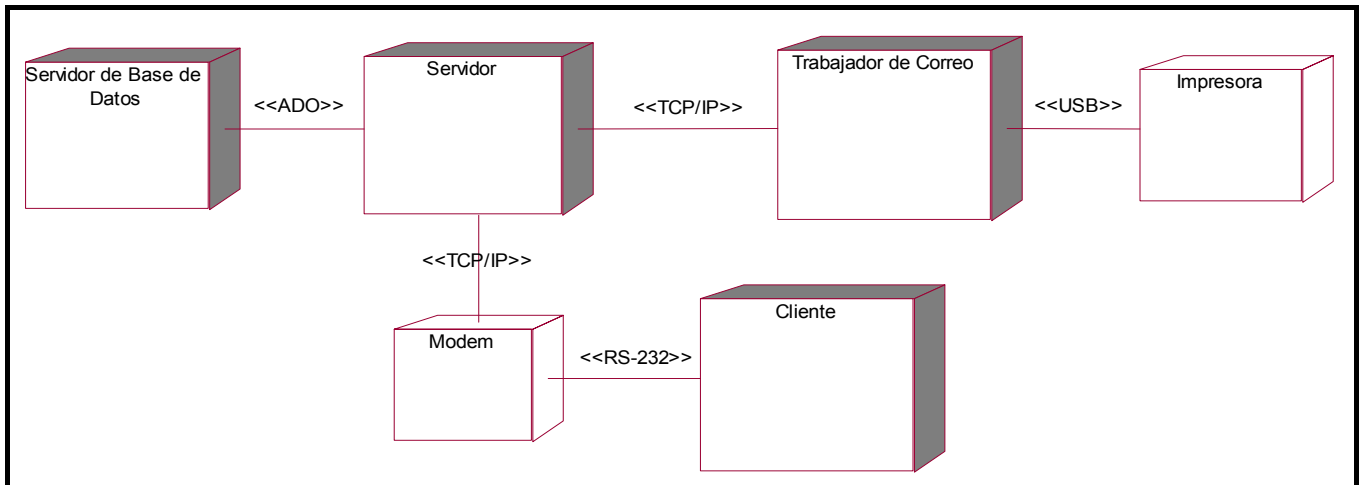 Servidor de Base de
Datos
<<ADO>>
Servidor
<<TCP/IP>>
Trabajador de Correo
<<USB>>
Impresora
<<TCP/IP>>
Modem
<<RS-232>>
Cliente